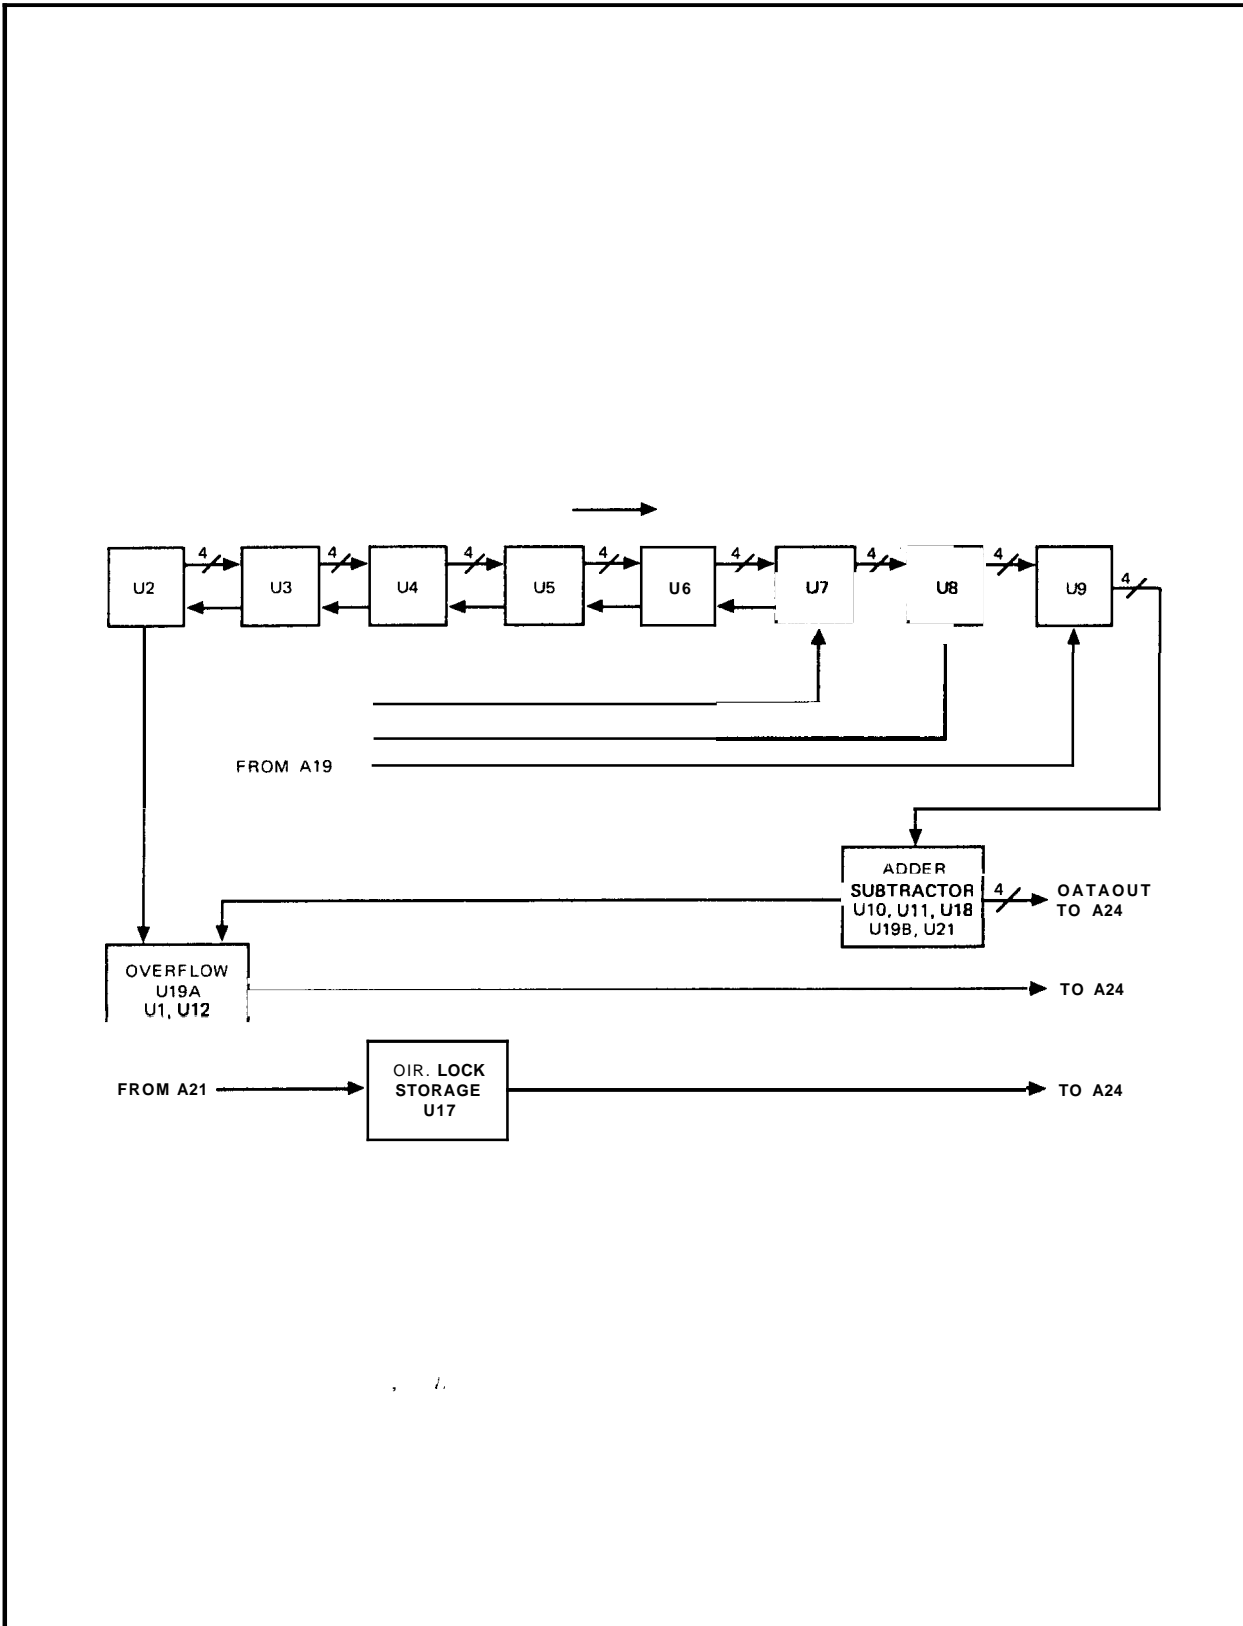 4 4 4 4 4 4 4 4
U2 U3 U4 U5 U6 U7 U8 U9
FROM A19
ADDER
SUBTRACTOR
U10, U11, U18
U19B, U21
4
OATAOUT
TO A24
OVERFLOW
U19A
U1, U12
TO A24
FROM A21
OIR. LOCK
STORAGE
U17
TO A24